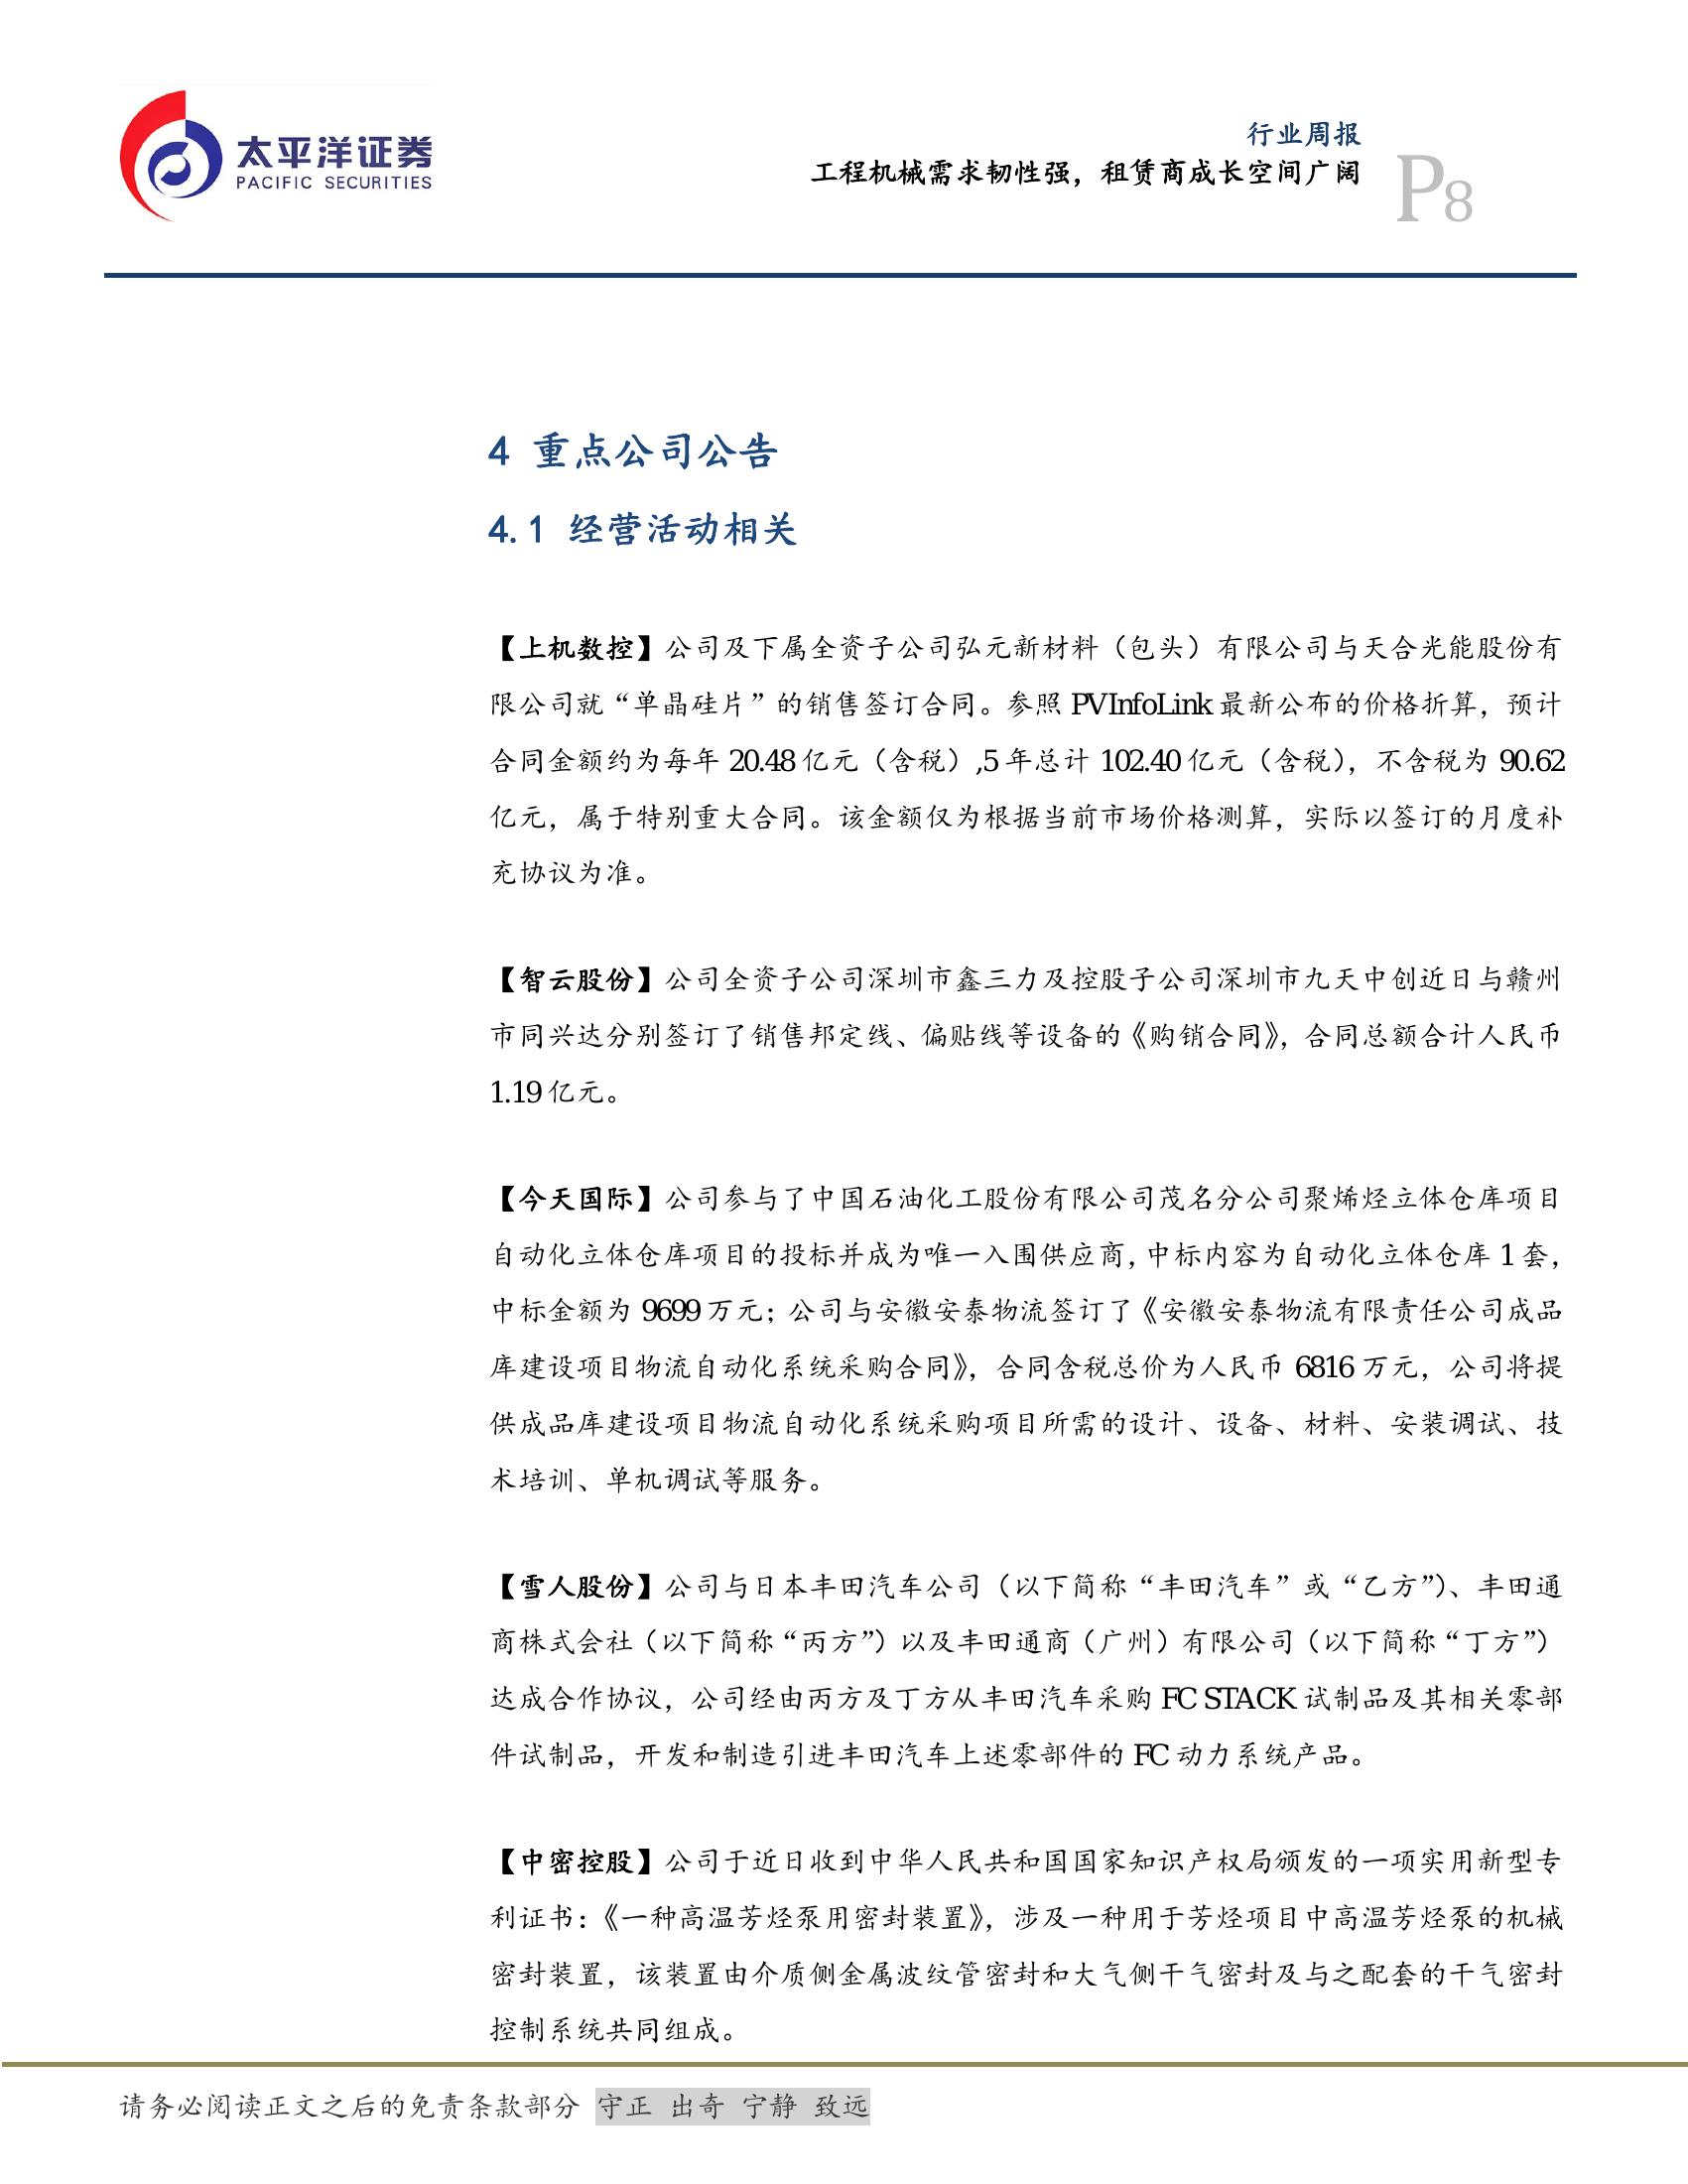 太平洋证券
PACIFIC SECURITIES
行业周报
工程机械需求韧性强，租赁商成长空间广阔
P8
4 重点公司公告
4.1 经营活动相关
【上机数控】公司及下属全资子公司弘元新材料（包头）有限公司与天合光能股份有
限公司就“单晶硅片”的销售签订合同。参照 PVInfoLink 最新公布的价格折算，预计
合同金额约为每年 20.48 亿元（含税）,5 年总计 102.40 亿元（含税），不含税为 90.62
亿元，属于特别重大合同。该金额仅为根据当前市场价格测算，实际以签订的月度补
充协议为准。
【智云股份】公司全资子公司深圳市鑫三力及控股子公司深圳市九天中创近日与赣州
市同兴达分别签订了销售邦定线、偏贴线等设备的《购销合同》，合同总额合计人民币
1.19 亿元。
【今天国际】公司参与了中国石油化工股份有限公司茂名分公司聚烯烃立体仓库项目
自动化立体仓库项目的投标并成为唯一入围供应商，中标内容为自动化立体仓库 1 套，
中标金额为 9699 万元；公司与安徽安泰物流签订了《安徽安泰物流有限责任公司成品
库建设项目物流自动化系统采购合同》，合同含税总价为人民币 6816 万元，公司将提
供成品库建设项目物流自动化系统采购项目所需的设计、设备、材料、安装调试、技
术培训、单机调试等服务。
【雪人股份】公司与日本丰田汽车公司（以下简称“丰田汽车”或“乙方”）、丰田通
商株式会社（以下简称“丙方”）以及丰田通商（广州）有限公司（以下简称“丁方”）
达成合作协议，公司经由丙方及丁方从丰田汽车采购 FC STACK 试制品及其相关零部
件试制品，开发和制造引进丰田汽车上述零部件的 FC 动力系统产品。
【中密控股】公司于近日收到中华人民共和国国家知识产权局颁发的一项实用新型专
利证书：《一种高温芳烃泵用密封装置》，涉及一种用于芳烃项目中高温芳烃泵的机械
密封装置，该装置由介质侧金属波纹管密封和大气侧干气密封及与之配套的干气密封
控制系统共同组成。
请务必阅读正文之后的免责条款部分 守正 出奇 宁静 致远